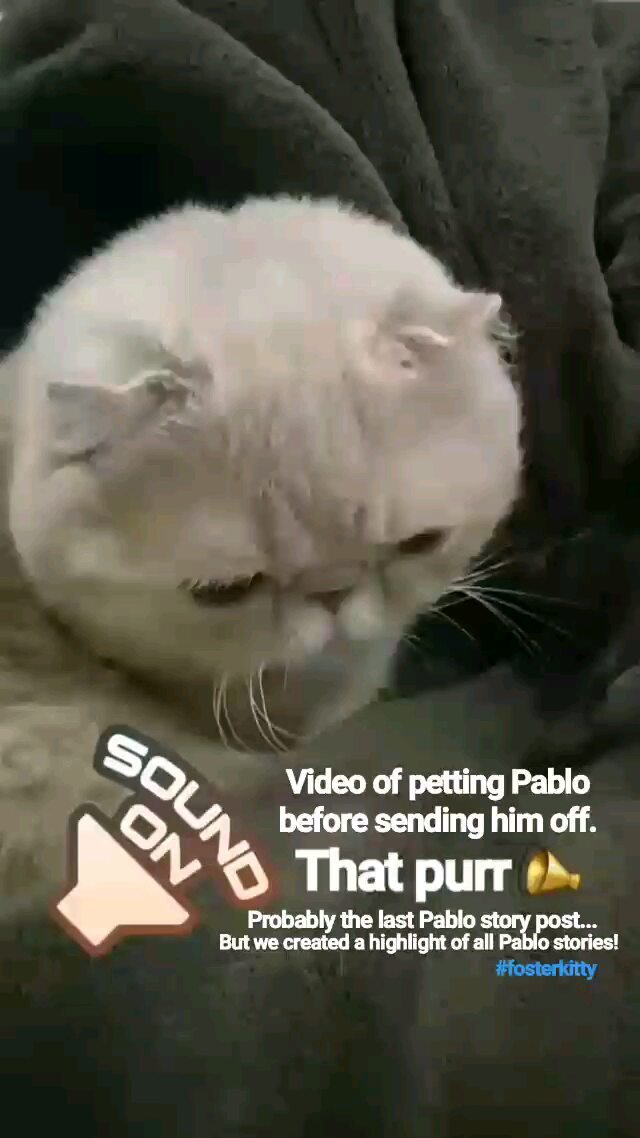 SOUND
ON
Video of petting Pablo
before sending him off.
That purr
Probably the last Pablo story post...
But we created a highlight of all Pablo stories!
#fosterkitty